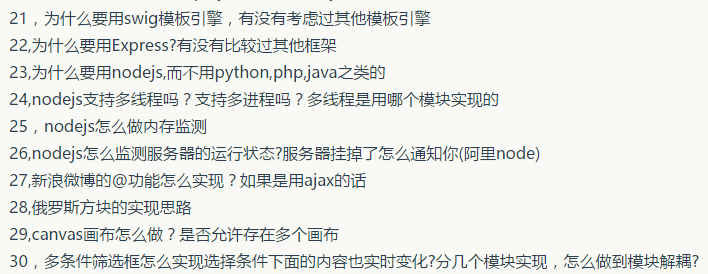 21，为什么要用swig模板引擎，有没有考虑过其他模板引擎
22,为什么要用Express?有没有比较过其他框架
23,为什么要用nodejs,而不用python,php,java之类的
24,nodejs支持多线程吗？支持多进程吗？多线程是用哪个模块实现的
25，nodejs怎么做内存监测
26,nodejs怎么监测服务器的运行状态?服务器挂掉了怎么通知你(阿里node)
27,新浪微博的@功能怎么实现？如果是用ajax的话
28,俄罗斯方块的实现思路
29,canvas画布怎么做？是否允许存在多个画布
30，多条件筛选框怎么实现选择条件下面的内容也实时变化?分几个模块实现，怎么做到模块解耦?